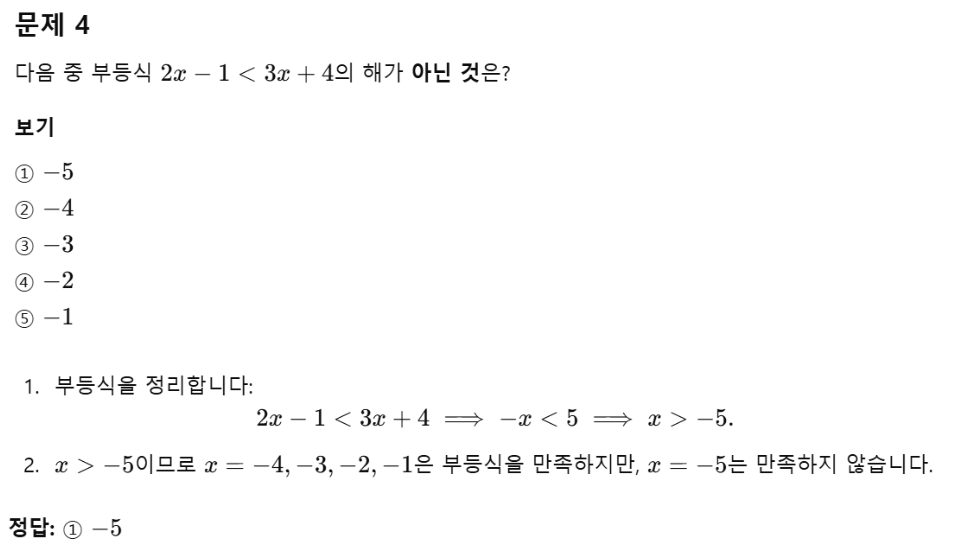 문제 4
다음 중 부등식 2x − 1 < 3x + 4의 해가 아닌 것은?
보기
① −5
② −4
③ −3
④ −2
⑤ −1
1. 부등식을 정리합니다:
2x − 1 < 3x + 4 ⟹ −x < 5 ⟹ x > −5.
2. x > −5이므로 x = −4, −3, −2, −1은 부등식을 만족하지만, x = −5는 만족하지 않습니다.
정답: ① −5